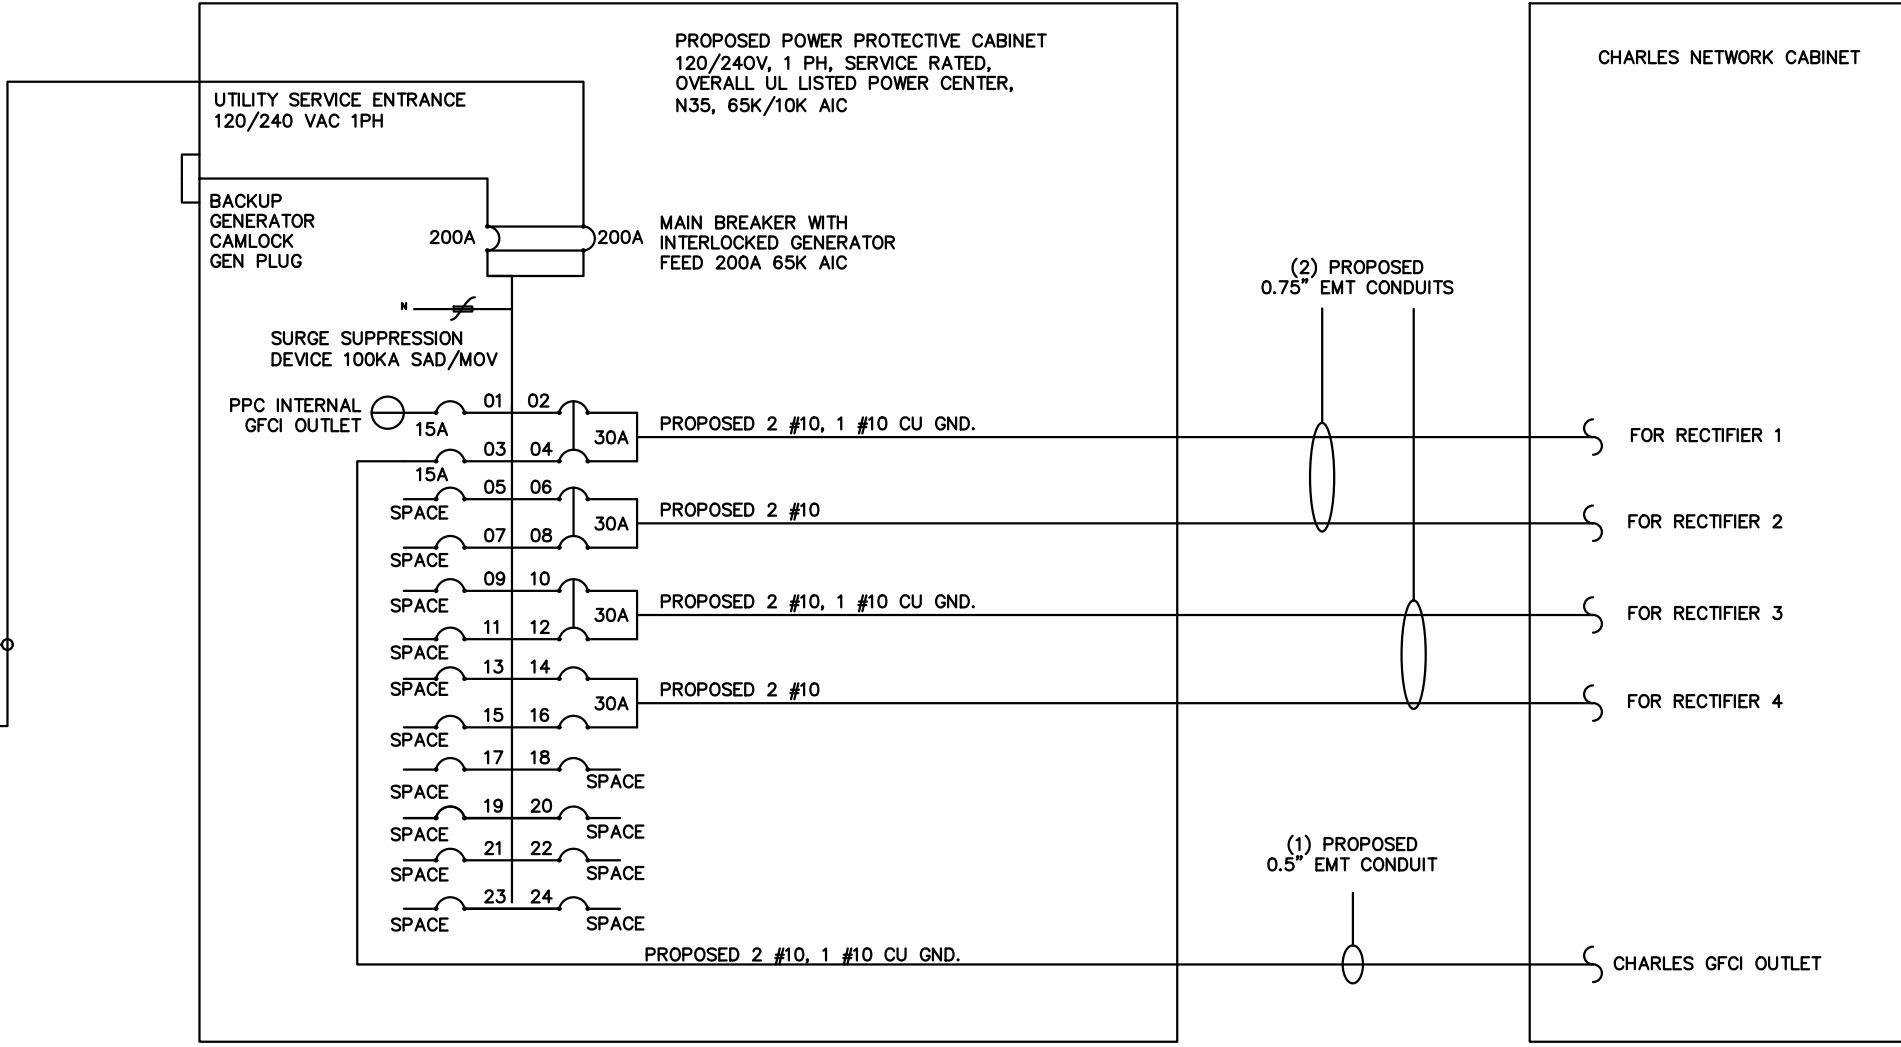 PROPOSED POWER PROTECTIVE CABINET
120/240V, 1 PH, SERVICE RATED,
OVERALL UL LISTED POWER CENTER,
N35, 65K/10K AIC
CHARLES NETWORK CABINET
UTILITY SERVICE ENTRANCE
120/240 VAC 1PH
BACKUP
GENERATOR
CAMLOCK
GEN PLUG
200A
200A
MAIN BREAKER WITH
INTERLOCKED GENERATOR
FEED 200A 65K AIC
(2) PROPOSED
0.75" EMT CONDUITS
N
SURGE SUPPRESSION
DEVICE 100KA SAD/MOV
PPC INTERNAL
GFCI OUTLET
15A
01 02
30A
PROPOSED 2 #10, 1 #10 CU GND.
FOR RECTIFIER 1
03 04
15A
05 06
SPACE
30A
PROPOSED 2 #10
FOR RECTIFIER 2
07 08
SPACE
09 10
SPACE
30A
PROPOSED 2 #10, 1 #10 CU GND.
FOR RECTIFIER 3
11 12
SPACE
13 14
SPACE
30A
PROPOSED 2 #10
FOR RECTIFIER 4
15 16
SPACE
17 18
SPACE
SPACE
19 20
SPACE
SPACE
21 22
SPACE
SPACE
23 24
SPACE
SPACE
(1) PROPOSED
0.5" EMT CONDUIT
PROPOSED 2 #10, 1 #10 CU GND.
CHARLES GFCI OUTLET